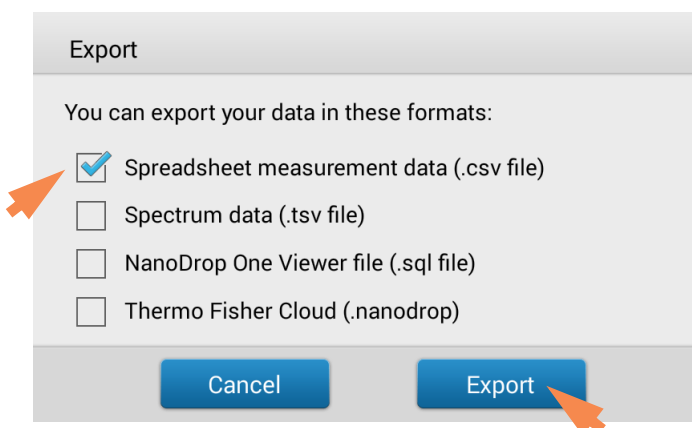 Export
You can export your data in these formats:
Spreadsheet measurement data (.csv file)
Spectrum data (.tsv file)
NanoDrop One Viewer file (.sql file)
Thermo Fisher Cloud (.nanodrop)
Cancel
Export